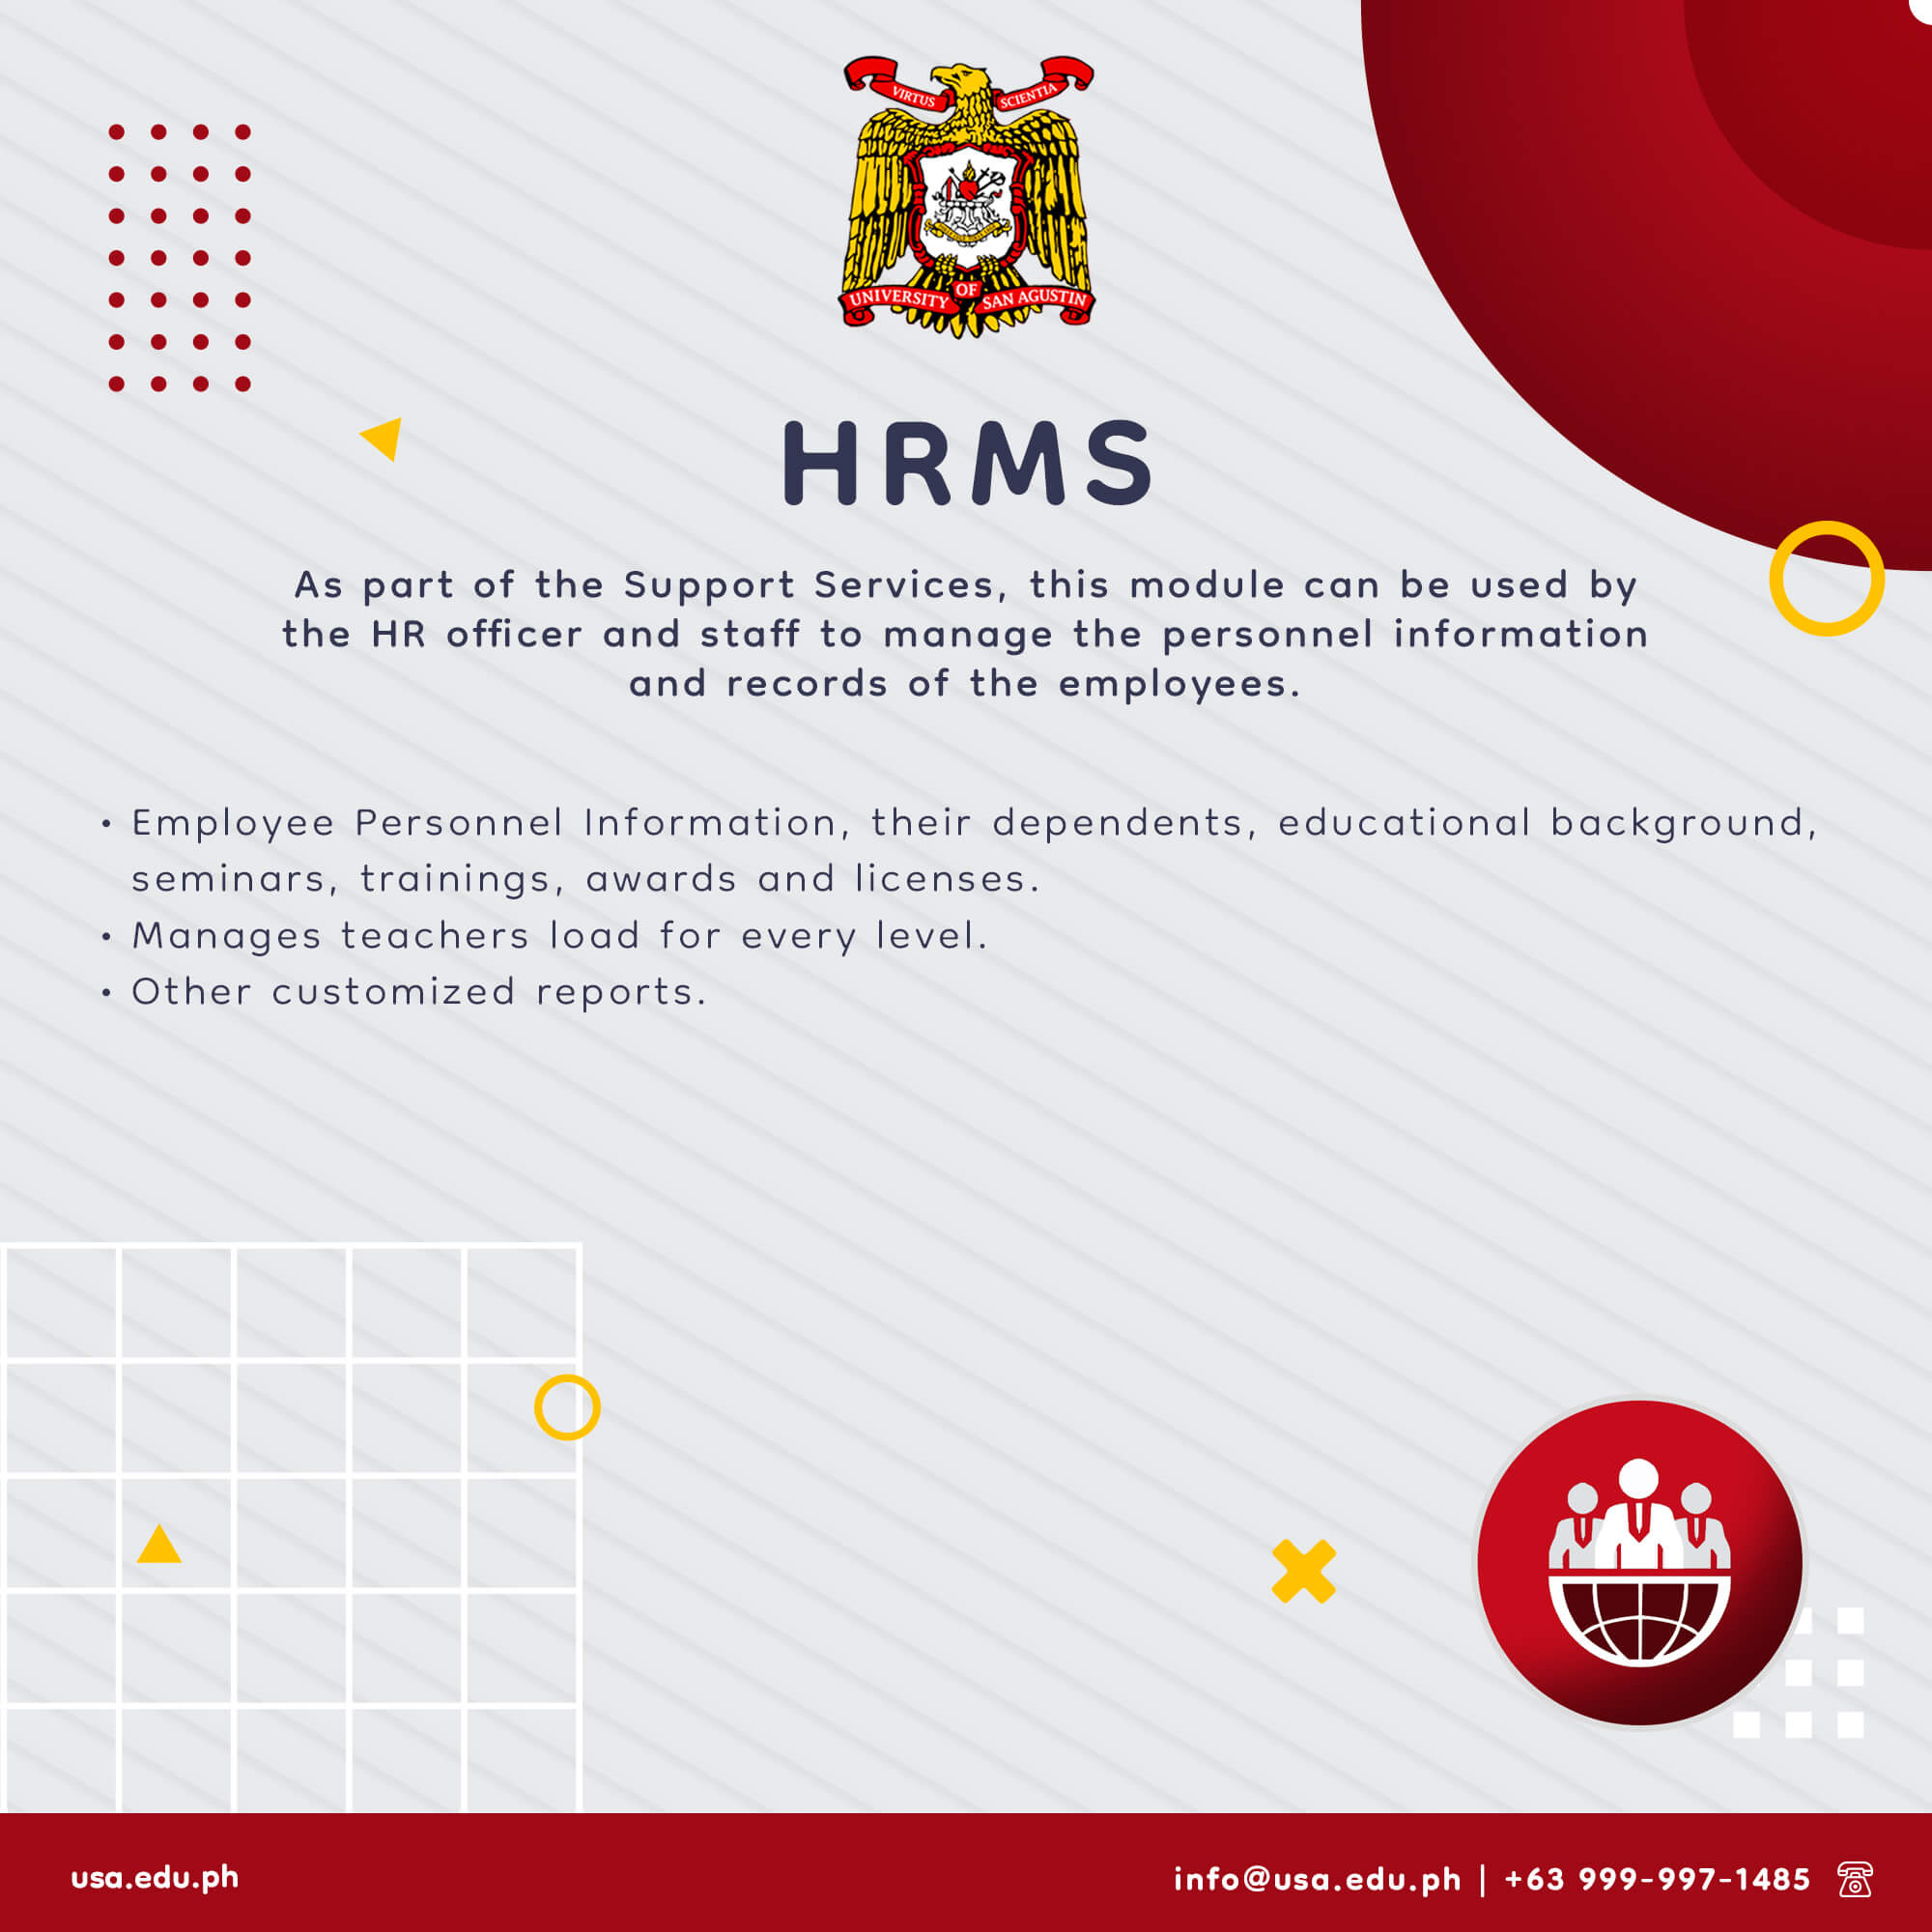 VIRTUS SCIENTIA
UNIVERSITY OF SAN AGUSTIN
HRMS
As part of the Support Services, this module can be used by
the HR officer and staff to manage the personnel information
and records of the employees.
• Employee Personnel Information, their dependents, educational background,
seminars, trainings, awards and licenses.
• Manages teachers load for every level.
• Other customized reports.
usa.edu.ph
info@usa.edu.ph | +63 999-997-1485